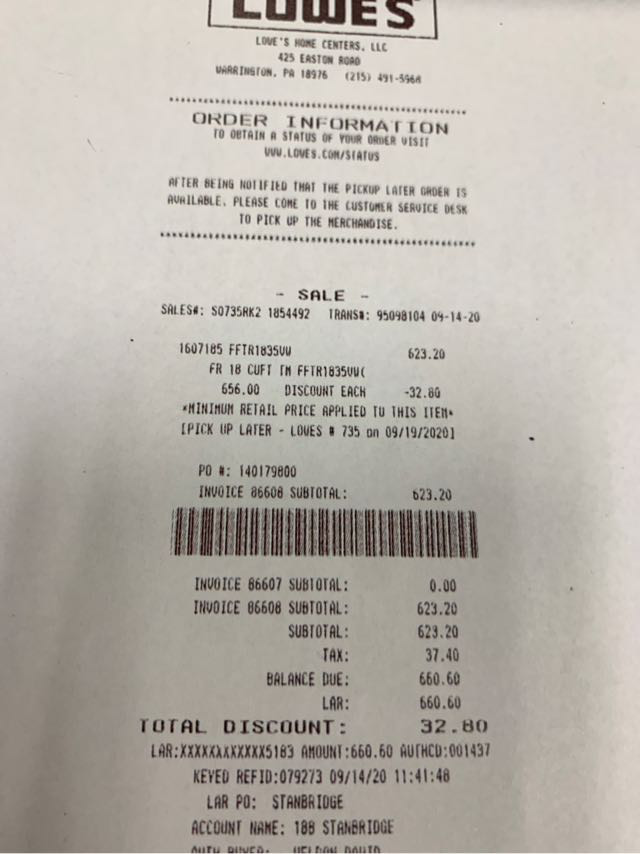 LOWE'S
LOWE'S HOME CENTERS, LLC
425 EASTON ROAD
WARRINGTON, PA 18976 (215) 491-5968
ORDER INFORMATION
TO OBTAIN A STATUS OF YOUR ORDER VISIT
WWW.LOWES.COM/STATUS
AFTER BEING NOTIFIED THAT THE PICKUP LATER ORDER IS
AVAILABLE, PLEASE COME TO THE CUSTOMER SERVICE DESK
TO PICK UP THE MERCHANDISE.
- SALE -
SALES#: S0735RK2 1854492 TRANS#: 95098104 09-14-20
1607185 FFTR1835VW 623.20
FR 18 CUFT TM FFTR1835VW(
656.00 DISCOUNT EACH -32.80
*MINIMUM RETAIL PRICE APPLIED TO THIS ITEM*
[PICK UP LATER - LOWES # 735 on 09/19/2020]
PO #: 140179800
INVOICE 86608 SUBTOTAL: 623.20
INVOICE 86607 SUBTOTAL: 0.00
INVOICE 86608 SUBTOTAL: 623.20
SUBTOTAL: 623.20
TAX: 37.40
BALANCE DUE: 660.60
LAR: 660.60
TOTAL DISCOUNT: 32.80
LAR:XXXXXXXXXXXX5183 AMOUNT:660.60 AUTHCD:001437
KEYED REFID:079273 09/14/20 11:41:48
LAR PO: STANBRIDGE
ACCOUNT NAME: 188 STANBRIDGE
AUTH BUYER: DAVID